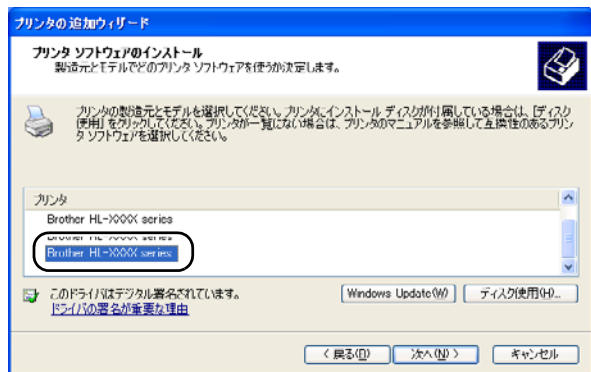 プリンタの追加ウィザード
プリンタ ソフトウェアのインストール
製造元とモデルでどのプリンタ ソフトウェアを使うか決定します。
プリンタの製造元とモデルを選択してください。プリンタにインストール ディスクが付属している場合は、[ディスク
使用] をクリックしてください。プリンタが一覧にない場合は、プリンタのマニュアルを参照して互換性のあるプリン
タ ソフトウェアを選択してください。
プリンタ
Brother HL-XXXX series
Brother HL-XXXX series
Brother HL-XXXX series
このドライバはデジタル署名されています。
ドライバの署名が重要な理由
Windows Update(W)
ディスク使用(H)...
< 戻る(B)
次へ(N) >
キャンセル